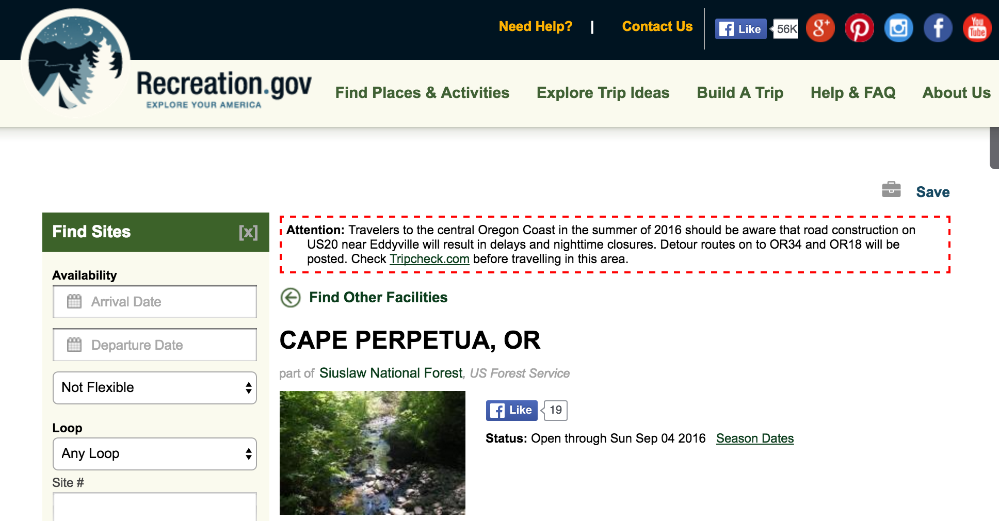 Need Help? | Contact Us
Like 56K g+ You Tube
Recreation.gov
EXPLORE YOUR AMERICA
Find Places & Activities Explore Trip Ideas Build A Trip Help & FAQ About Us
Save
Find Sites [x]
Availability
Arrival Date
Departure Date
Not Flexible
Loop
Any Loop
Site #
Attention: Travelers to the central Oregon Coast in the summer of 2016 should be aware that road construction on
US20 near Eddyville will result in delays and nighttime closures. Detour routes on to OR34 and OR18 will be
posted. Check Tripcheck.com before travelling in this area.
Find Other Facilities
CAPE PERPETUA, OR
part of Siuslaw National Forest, US Forest Service
Like 19
Status: Open through Sun Sep 04 2016 Season Dates